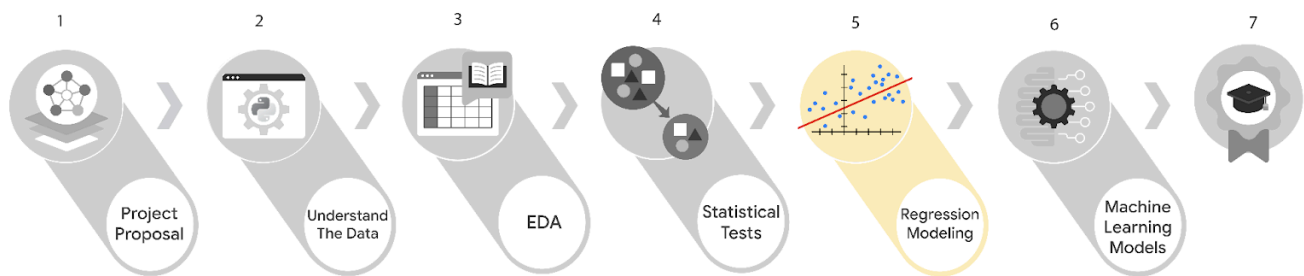 1
2
3
4
5
6
7
Project
Proposal
Understand
The Data
EDA
Statistical
Tests
Regression
Modeling
Machine
Learning
Models